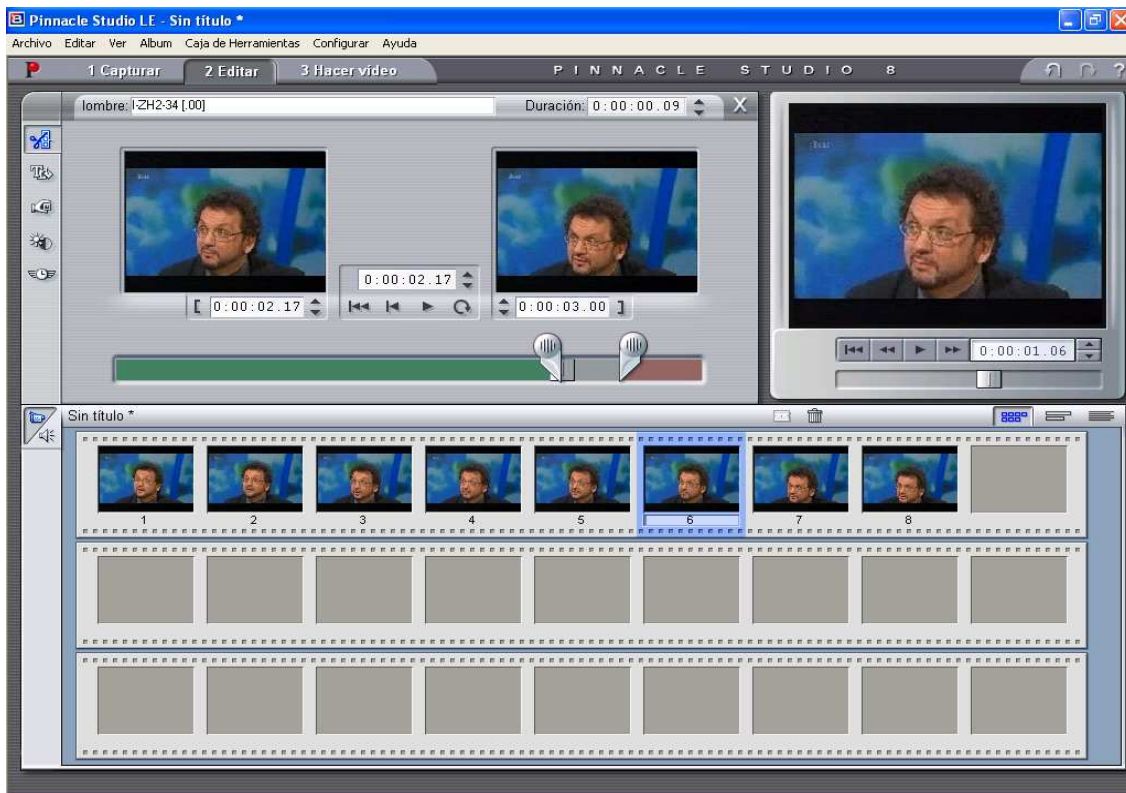 Pinnacle Studio LE - Sin título *
Archivo Editar Ver Album Caja de Herramientas Configurar Ayuda
1 Capturar 2 Editar 3 Hacer vídeo PINNACLE STUDIO 8 ?
lombre: I-ZH2-34 [.00] Duración: 0:00:00.09 X
0:00:02.17
[ 0:00:02.17 0:00:03.00 ]
0:00:01.06
Sin título *
1 2 3 4 5 6 7 8